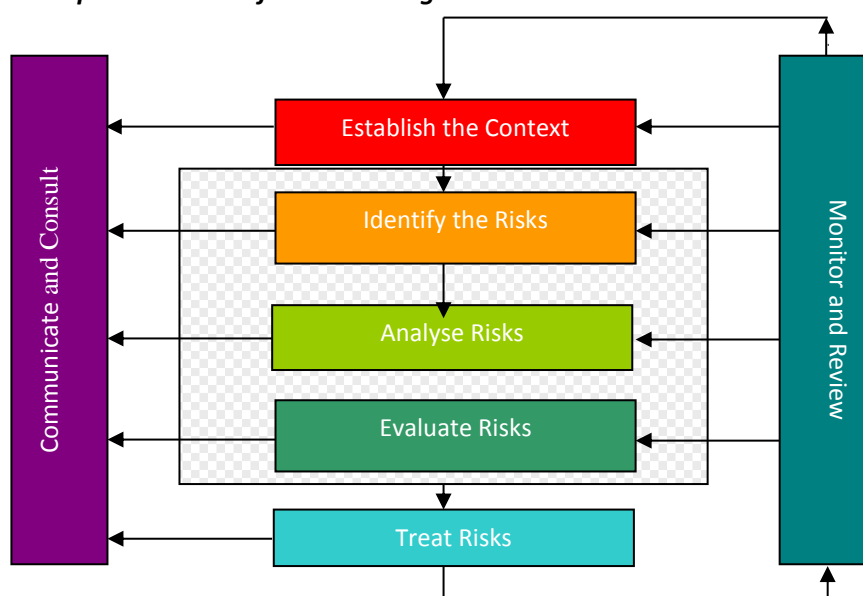 Establish the Context
Identify the Risks
Analyse Risks
Evaluate Risks
Treat Risks
Communicate and Consult
Monitor and Review